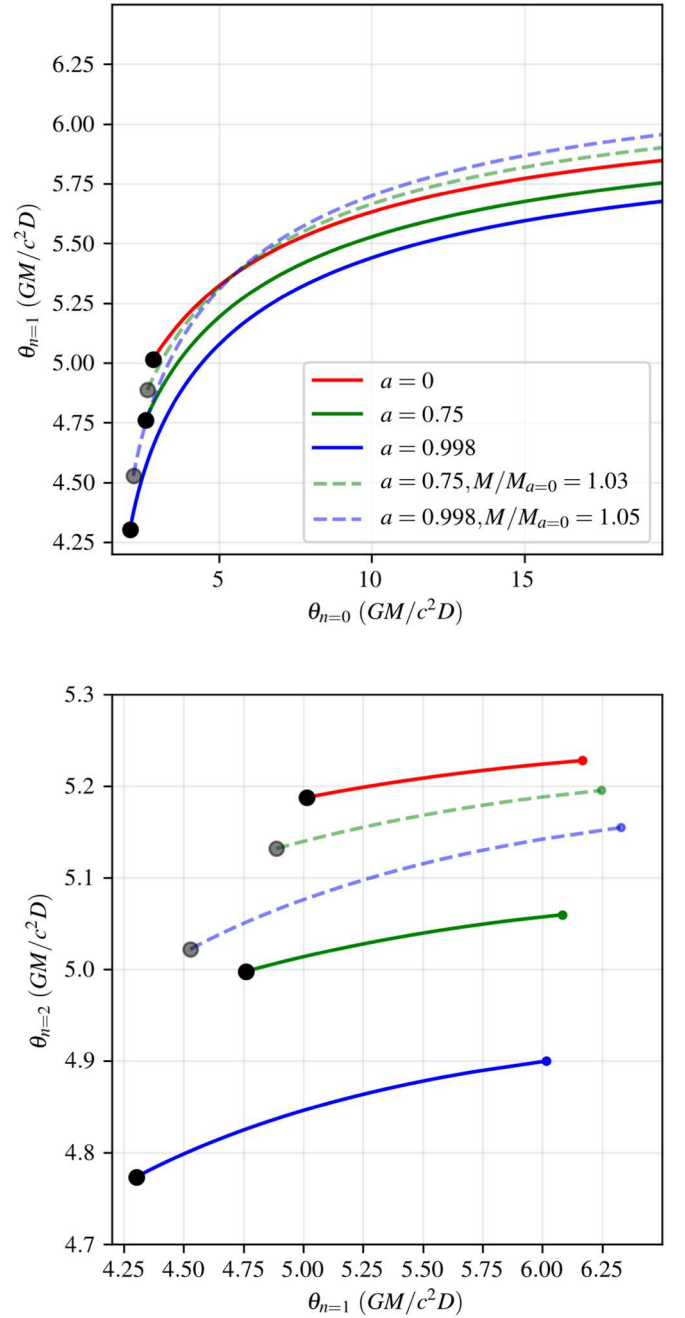 6.25
6.00
5.75
5.50
5.25
5.00
4.75
4.50
4.25
θn=1 (GM/c²D)
a = 0
a = 0.75
a = 0.998
a = 0.75, M/Ma=0 = 1.03
a = 0.998, M/Ma=0 = 1.05
5 10 15
θn=0 (GM/c²D)
5.3
5.2
5.1
5.0
4.9
4.8
4.7
θn=2 (GM/c²D)
4.25 4.50 4.75 5.00 5.25 5.50 5.75 6.00 6.25
θn=1 (GM/c²D)